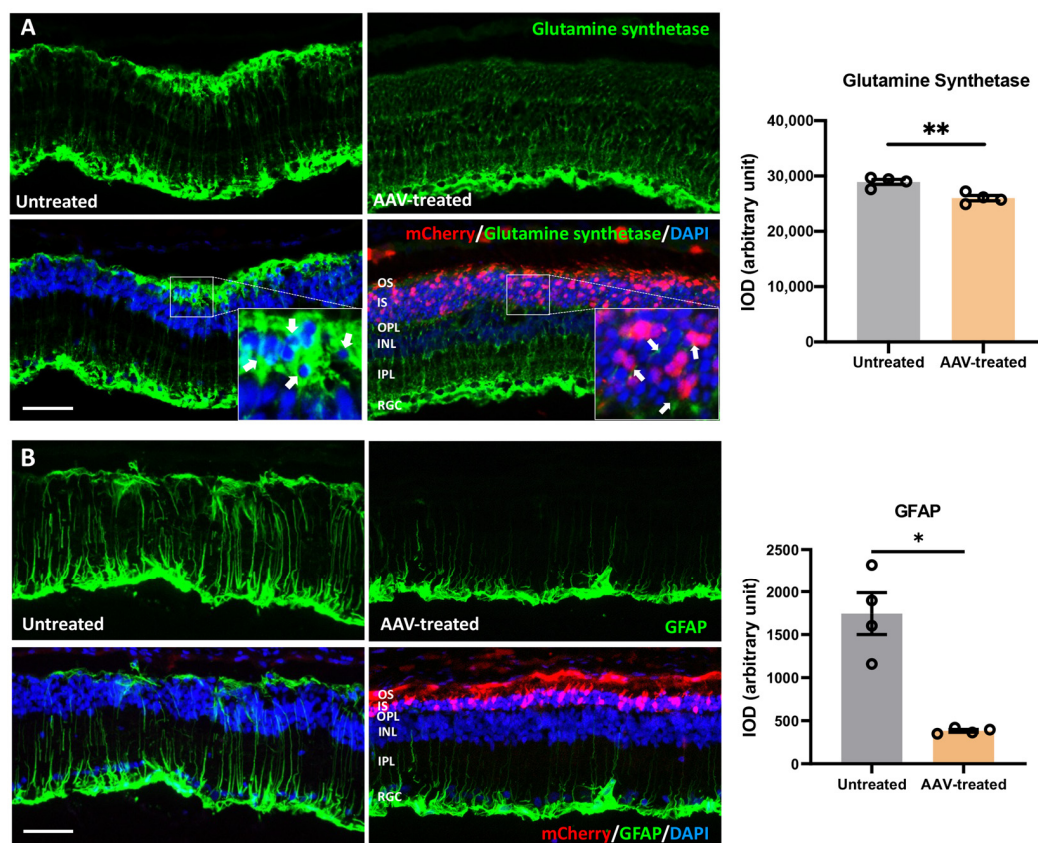 A
Glutamine synthetase
Untreated
AAV-treated
mCherry/Glutamine synthetase/DAPI
OS
IS
OPL
INL
IPL
RGC
Glutamine Synthetase
**
40,000
30,000
20,000
10,000
0
IOD (arbitrary unit)
Untreated
AAV-treated
B
Untreated
AAV-treated
GFAP
OS
IS
OPL
INL
IPL
RGC
mCherry/GFAP/DAPI
GFAP
*
2500
2000
1500
1000
500
0
IOD (arbitrary unit)
Untreated
AAV-treated